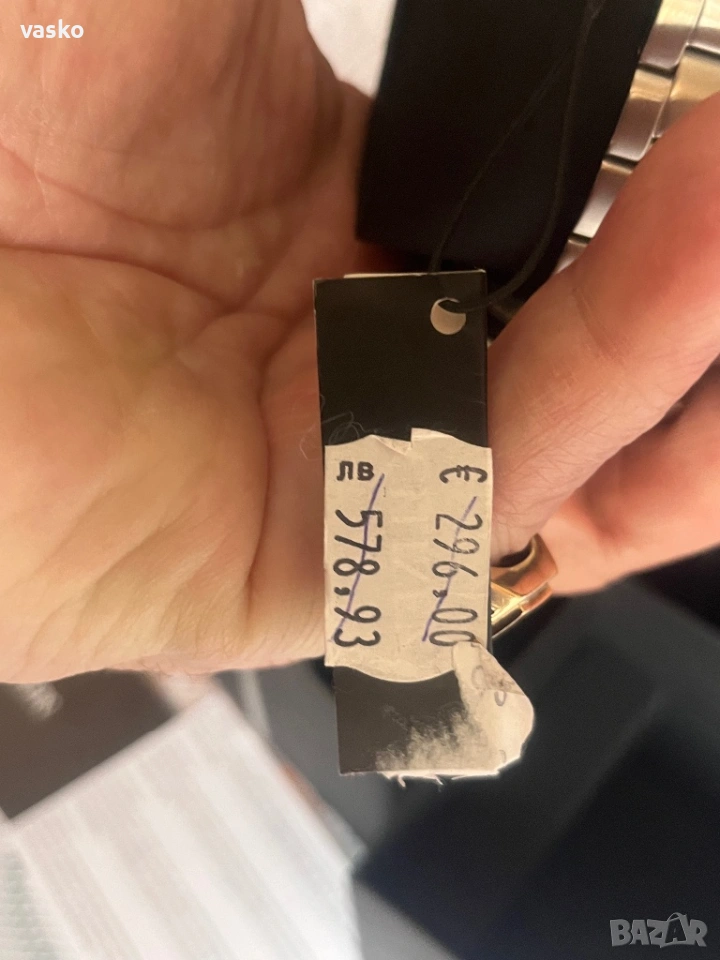 vasko
€ 296,00
лв 578,93
BAZAR